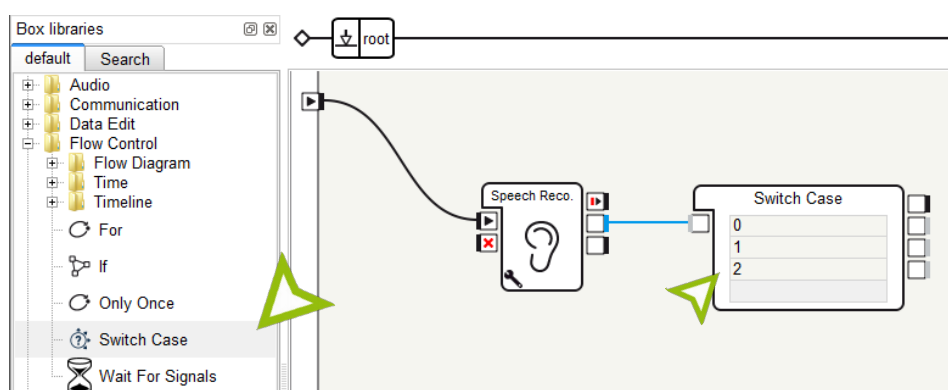 Box libraries
default
Search
Audio
Communication
Data Edit
Flow Control
Flow Diagram
Time
Timeline
For
If
Only Once
Switch Case
Wait For Signals
root
Speech Reco.
Switch Case
0
1
2